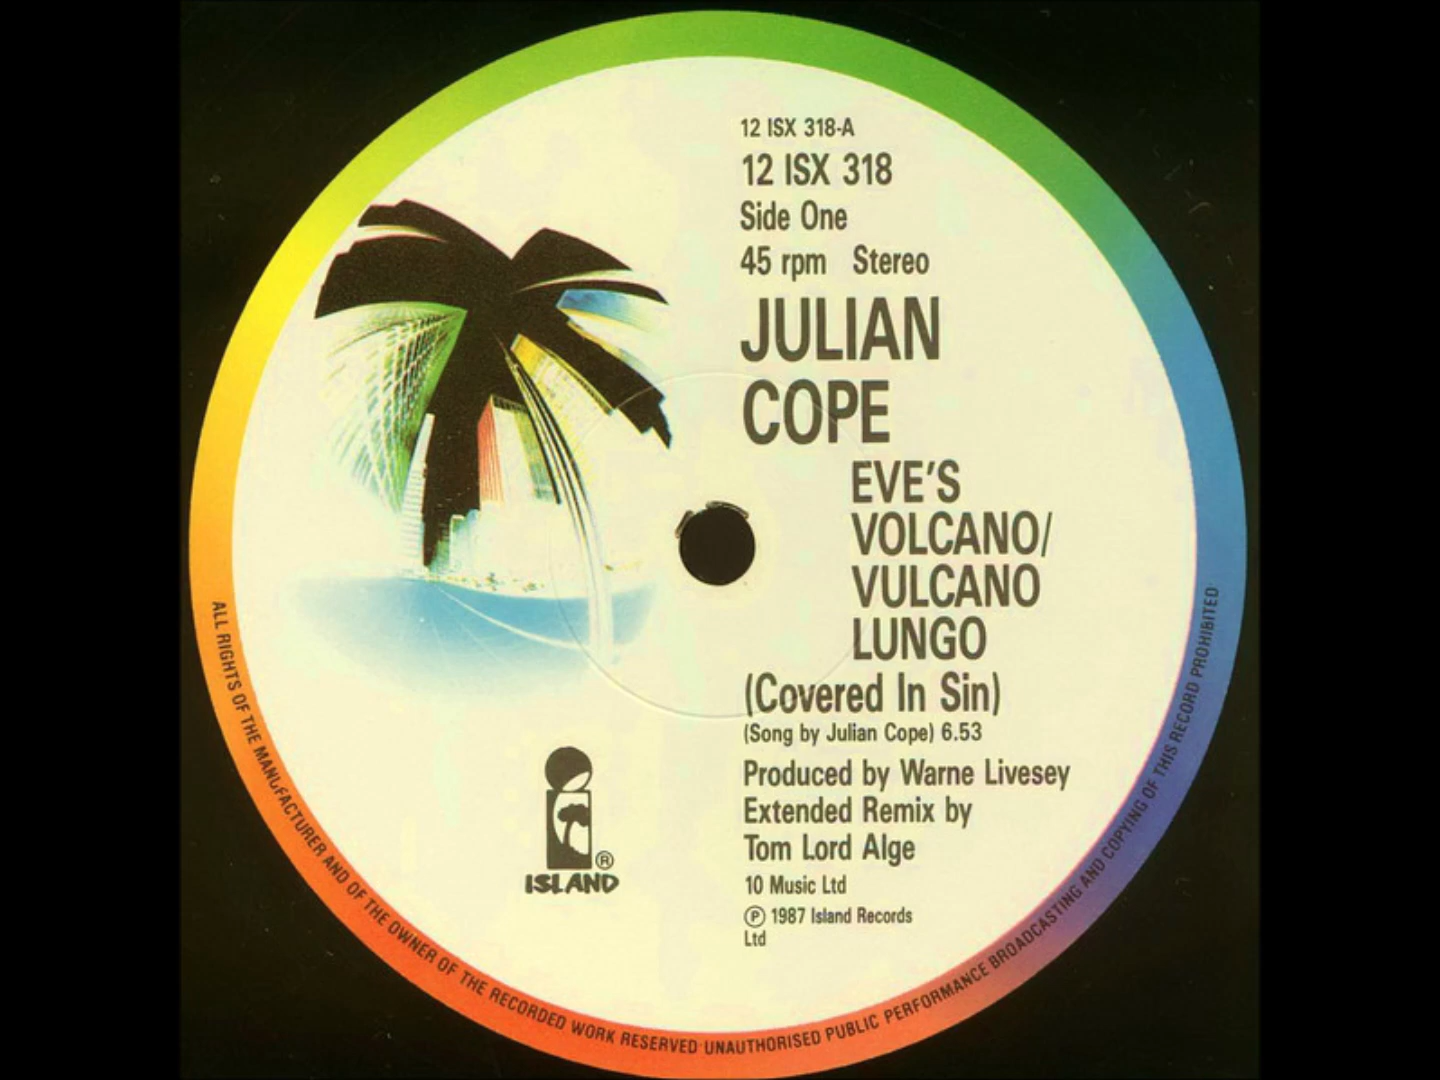 12 ISX 318-A
12 ISX 318
Side One
45 rpm Stereo
JULIAN
COPE
EVE'S
VOLCANO/
VULCANO
LUNGO
(Covered In Sin)
(Song by Julian Cope) 6.53
Produced by Warne Livesey
Extended Remix by
Tom Lord Alge
10 Music Ltd
Ⓟ 1987 Island Records
Ltd
®
ISLAND
ALL RIGHTS OF THE MANUFACTURER AND OF THE OWNER OF THE RECORDED WORK RESERVED UNAUTHORISED PUBLIC PERFORMANCE BROADCASTING AND COPYING OF THIS RECORD PROHIBITED